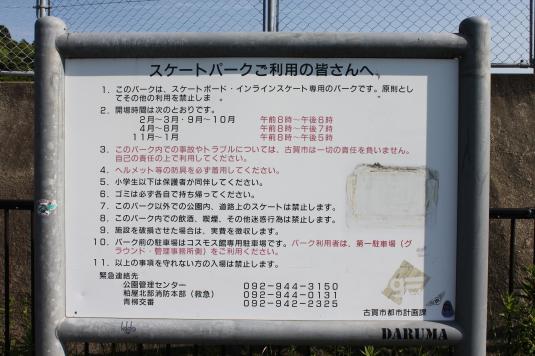 スケートパークご利用の皆さんへ
1. このパークは、スケートボード・インラインスケート専用のパークです。原則とし
てその他の利用を禁止しま
2. 開場時間は次のとおりです。
2月～3月・9月～10月 午前8時～午後6時
4月～8月 午前8時～午後7時
11月～1月 午前8時～午後5時
3. このパーク内での事故やトラブルについては、古賀市は一切の責任を負いません。
自己の責任の上で利用してください。
4. ヘルメット等の防具を必ず着用してください。
5. 小学生以下は保護者が同伴してください。
6. ゴミは必ず各自で持ち帰ってください。
7. このパーク以外での公園内、道路上のスケートは禁止します。
8. このパーク内での飲酒、喫煙、その他迷惑行為は禁止します。
9. 施設を破損させた場合は、実費を徴収します。
10. パーク前の駐車場はコスモス館専用駐車場です。パーク利用者は、第一駐車場（グ
ラウンド・管理事務所側）をご利用ください。
11. 以上の事項を守れない方の入場は禁止します。
緊急連絡先
公園管理センター 092-944-3150
粕屋北部消防本部（救急） 092-944-0131
青柳交番 092-942-2325
古賀市都市計画課
DARUMA